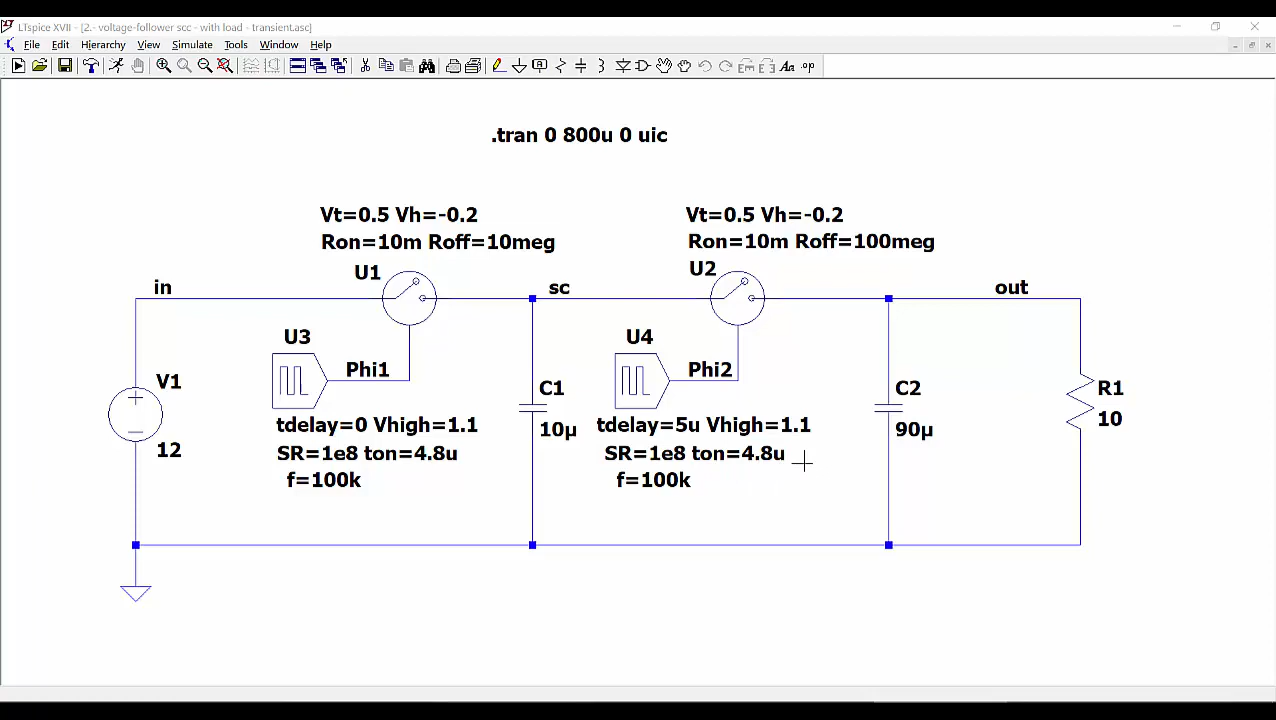 LTspice XVII - [2.- voltage-follower scc - with load - transient.asc]
File Edit Hierarchy View Simulate Tools Window Help
.tran 0 800u 0 uic
Vt=0.5 Vh=-0.2
Ron=10m Roff=10meg
U1
Vt=0.5 Vh=-0.2
Ron=10m Roff=100meg
U2
in
sc
out
U3
Phi1
U4
Phi2
V1
12
C1
10µ
C2
90µ
R1
10
tdelay=0 Vhigh=1.1
SR=1e8 ton=4.8u
f=100k
tdelay=5u Vhigh=1.1
SR=1e8 ton=4.8u
f=100k
Aa
.op